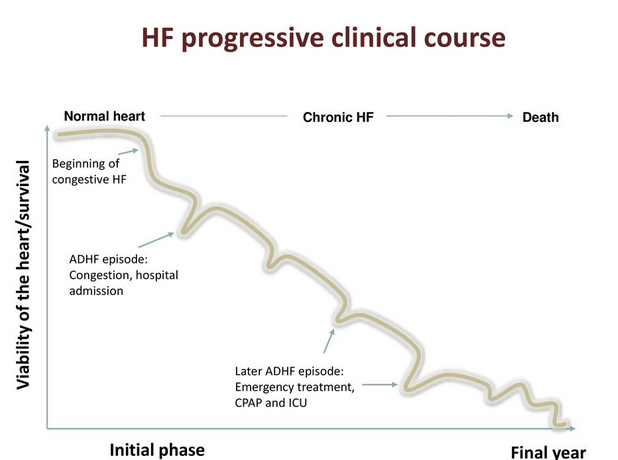 HF progressive clinical course
Normal heart
Chronic HF
Death
Beginning of
congestive HF
Viability of the heart/survival
ADHF episode:
Congestion, hospital
admission
Later ADHF episode:
Emergency treatment,
CPAP and ICU
Initial phase
Final year